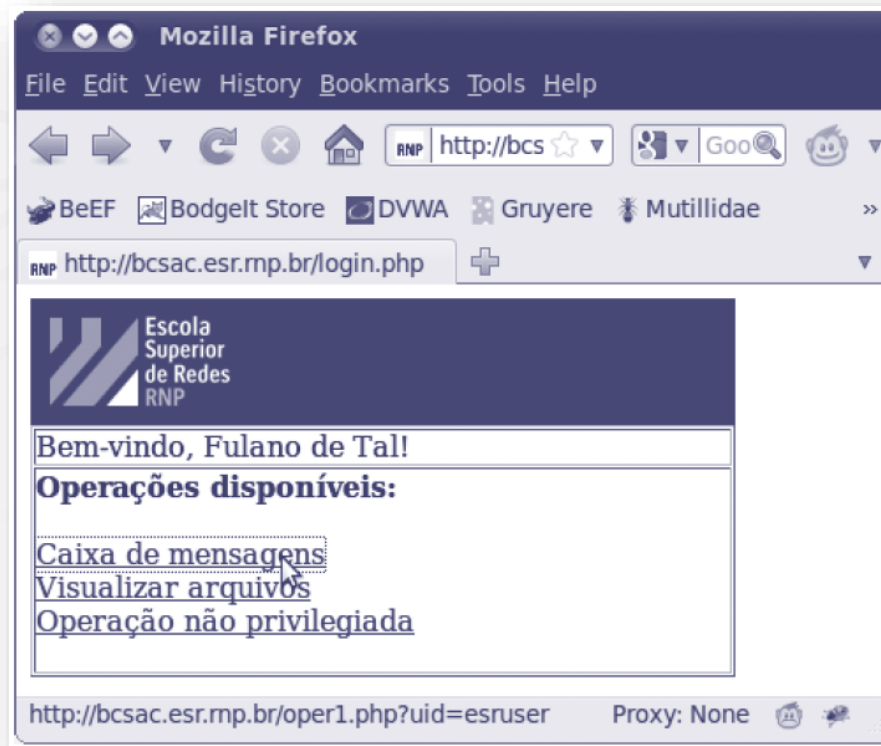 Mozilla Firefox
File Edit View History Bookmarks Tools Help
RNP http://bcs Goo
BeEF BodgeIt Store DVWA Gruyere Mutillidae »
RNP http://bcsac.esr.rnp.br/login.php
Escola
Superior
de Redes
RNP
Bem-vindo, Fulano de Tal!
Operações disponíveis:
Caixa de mensagens
Visualizar arquivos
Operação não privilegiada
http://bcsac.esr.rnp.br/oper1.php?uid=esruser Proxy: None